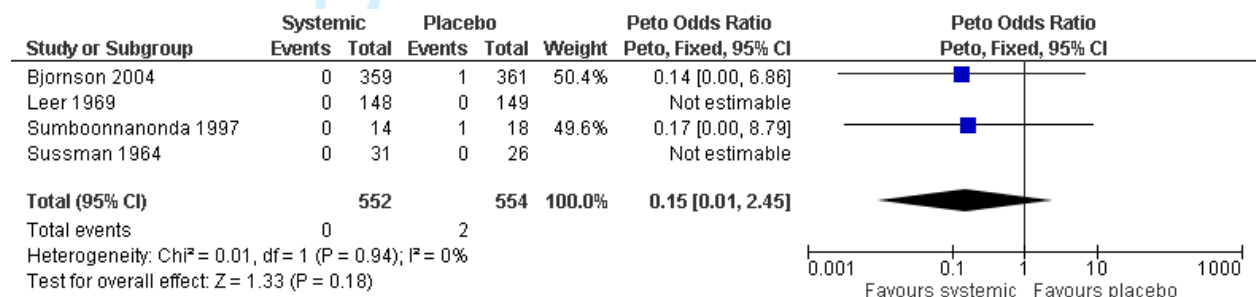 Systemic Placebo Peto Odds Ratio Peto Odds Ratio
Study or Subgroup Events Total Events Total Weight Peto, Fixed, 95% CI Peto, Fixed, 95% CI
Bjornson 2004 0 359 1 361 50.4% 0.14 [0.00, 6.86]
Leer 1969 0 148 0 149 Not estimable
Sumboonnanonda 1997 0 14 1 18 49.6% 0.17 [0.00, 8.79]
Sussman 1964 0 31 0 26 Not estimable
Total (95% CI) 552 554 100.0% 0.15 [0.01, 2.45]
Total events 0 2
Heterogeneity: Chi² = 0.01, df = 1 (P = 0.94); I² = 0%
Test for overall effect: Z = 1.33 (P = 0.18)
0.001 0.1 1 10 1000
Favours systemic Favours placebo